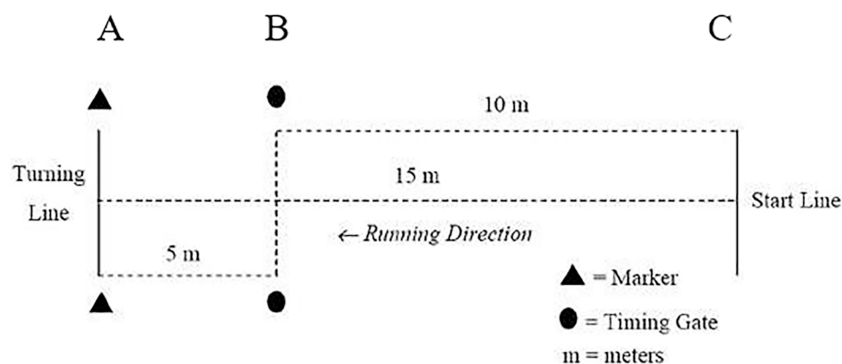 A B C
10 m
Turning
Line
15 m
Start Line
← Running Direction
5 m
= Marker
= Timing Gate
m = meters